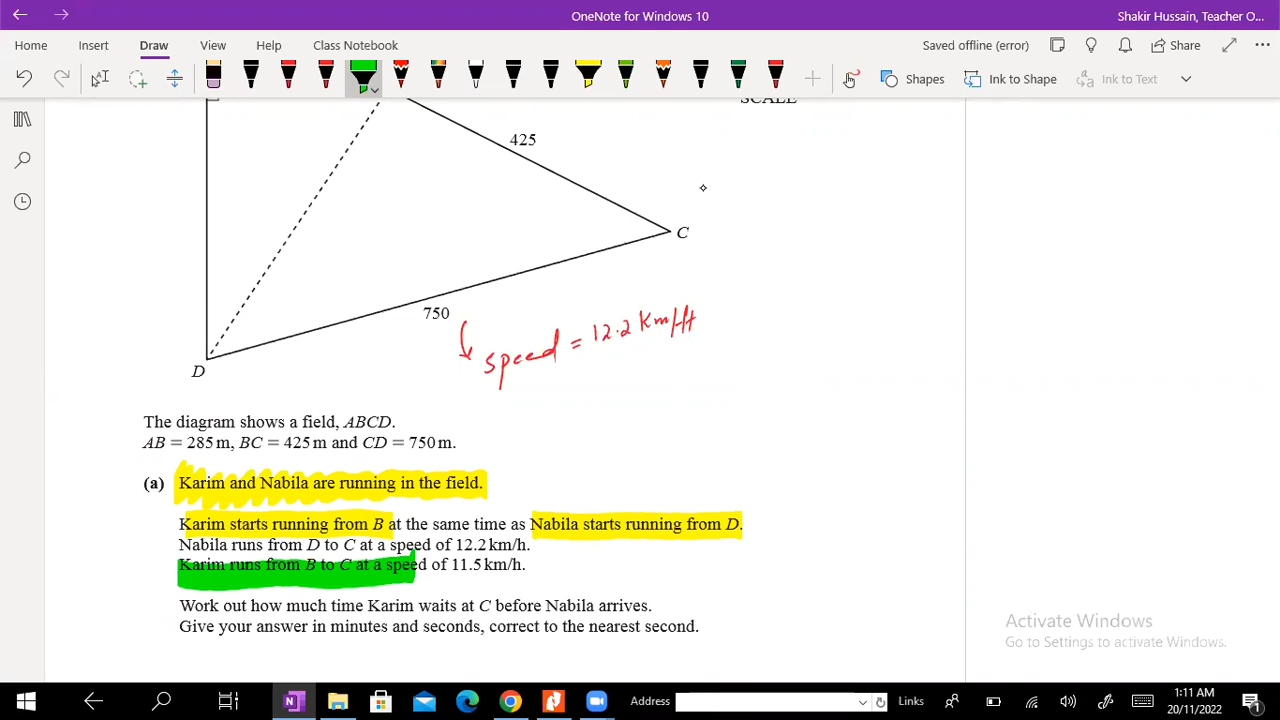 OneNote for Windows 10
Shakir Hussain, Teacher O...
Home Insert Draw View Help Class Notebook Saved offline (error) Share
Shapes Ink to Shape Ink to Text
SCALE
425
C
750
speed = 12.2 Km/h
D
The diagram shows a field, ABCD.
AB = 285 m, BC = 425 m and CD = 750 m.
(a) Karim and Nabila are running in the field.
Karim starts running from B at the same time as Nabila starts running from D.
Nabila runs from D to C at a speed of 12.2 km/h.
Karim runs from B to C at a speed of 11.5 km/h.
Work out how much time Karim waits at C before Nabila arrives.
Give your answer in minutes and seconds, correct to the nearest second.
Activate Windows
Go to Settings to activate Windows.
Address Links
1:11 AM
20/11/2022